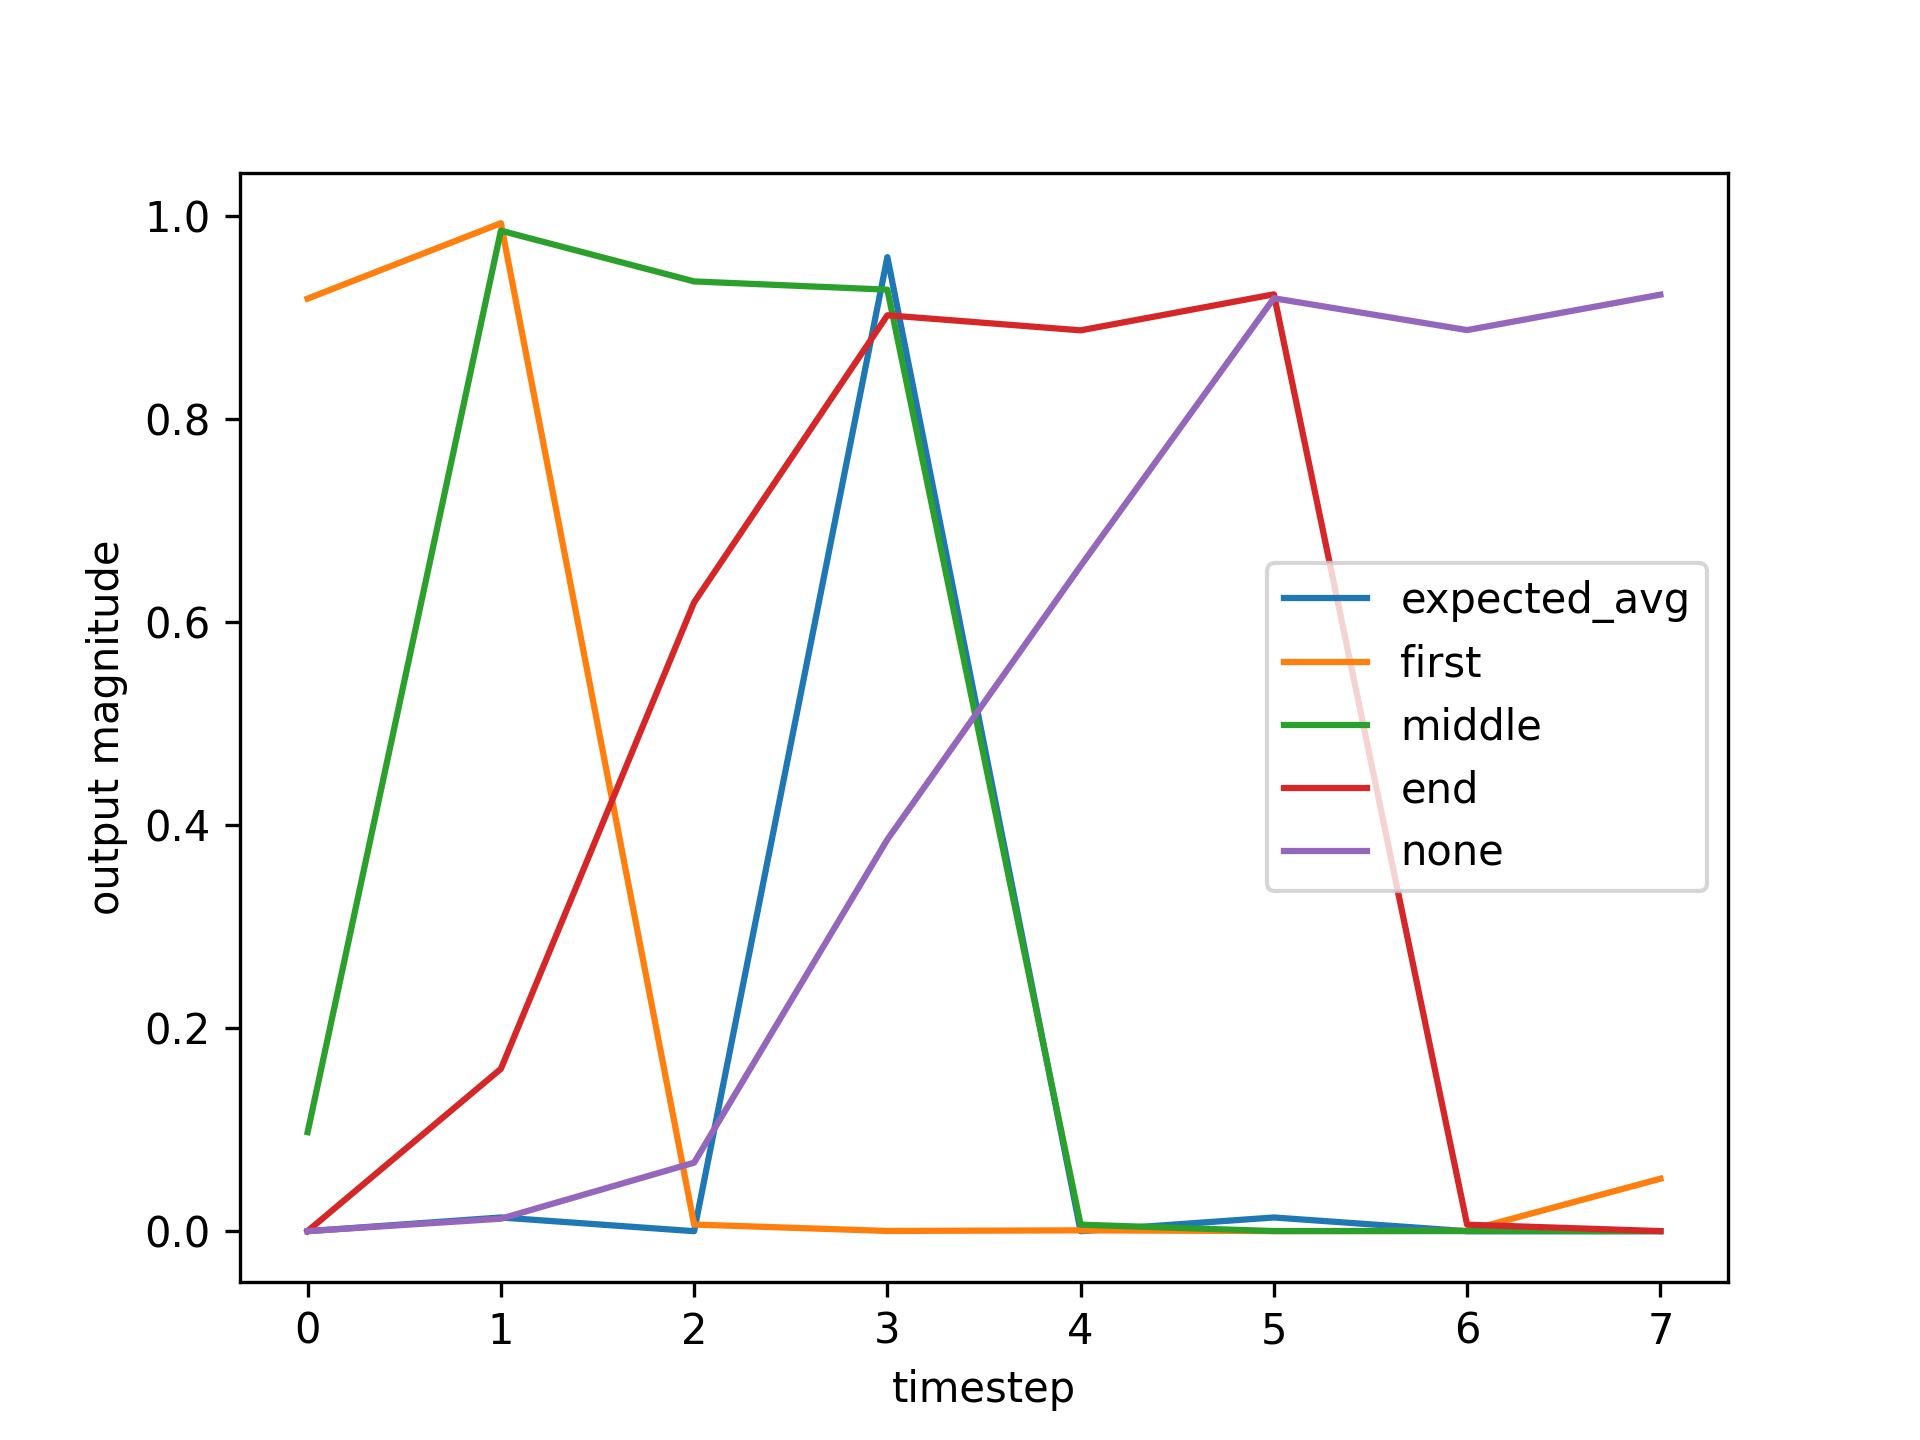 1.0
0.8
0.6
0.4
0.2
0.0
output magnitude
expected_avg
first
middle
end
none
0 1 2 3 4 5 6 7
timestep